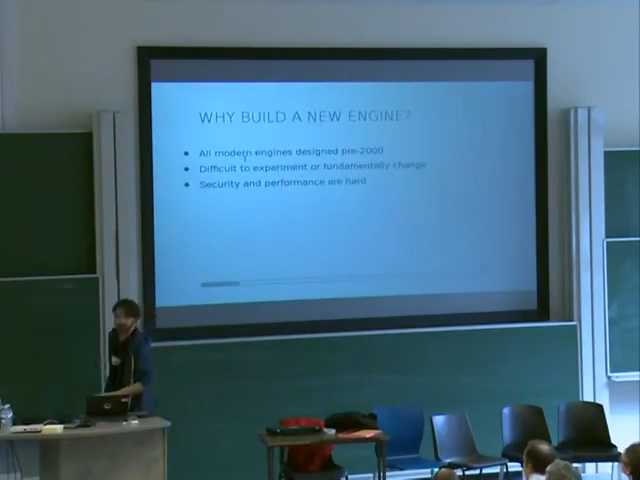 WHY BUILD A NEW ENGINE?
All modern engines designed pre-2000
Difficult to experiment or fundamentally change
Security and performance are hard